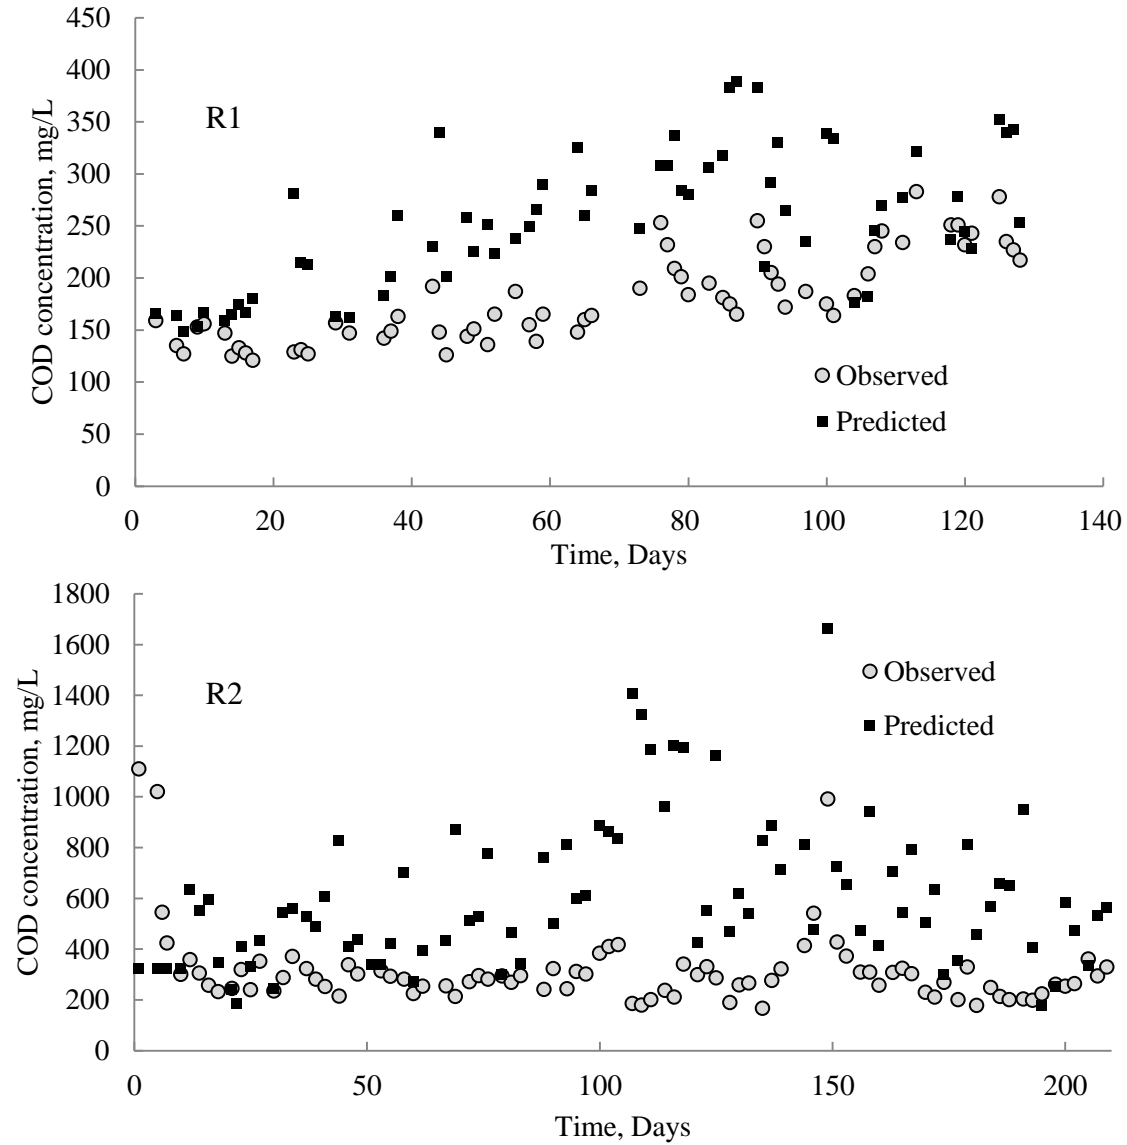 450
400
350
300
250
200
150
100
50
0
COD concentration, mg/L
R1
Observed
Predicted
0 20 40 60 80 100 120 140
Time, Days
1800
1600
1400
1200
1000
800
600
400
200
0
COD concentration, mg/L
R2
Observed
Predicted
0 50 100 150 200
Time, Days